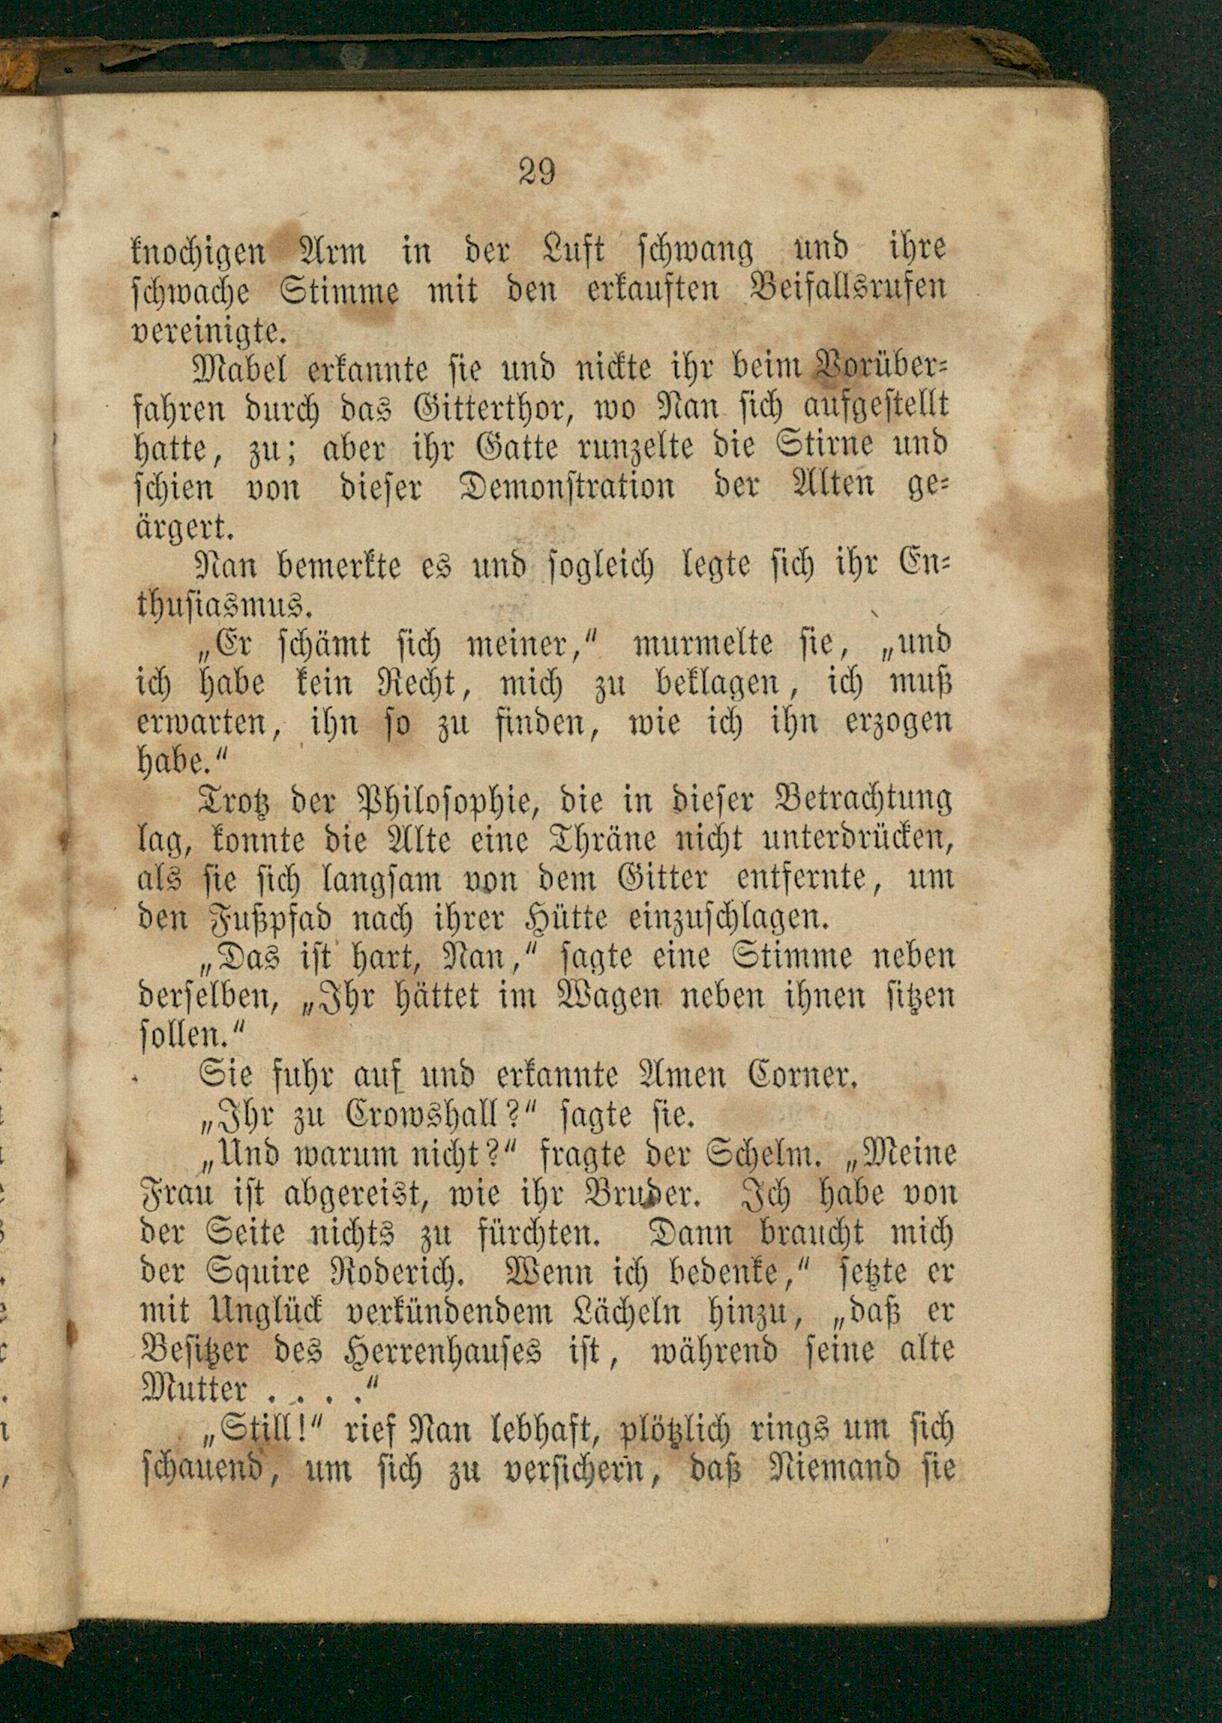 29
knochigen Arm in der Luft schwang und ihre
schwache Stimme mit den erkauften Beifallsrufen
vereinigte.
Mabel erkannte sie und nickte ihr beim Vorüber-
fahren durch das Gitterthor, wo Nan sich aufgestellt
hatte, zu; aber ihr Gatte runzelte die Stirne und
schien von dieser Demonstration der Alten ge-
ärgert.
Nan bemerkte es und sogleich legte sich ihr En-
thusiasmus.
„Er schämt sich meiner,“ murmelte sie, „und
ich habe kein Recht, mich zu beklagen, ich muß
erwarten, ihn so zu finden, wie ich ihn erzogen
habe.“
Trotz der Philosophie, die in dieser Betrachtung
lag, konnte die Alte eine Thräne nicht unterdrücken,
als sie sich langsam von dem Gitter entfernte, um
den Fußpfad nach ihrer Hütte einzuschlagen.
„Das ist hart, Nan,“ sagte eine Stimme neben
derselben, „Ihr hättet im Wagen neben ihnen sitzen
sollen.“
Sie fuhr auf und erkannte Amen Corner.
„Ihr zu Crowshall?“ sagte sie.
„Und warum nicht?“ fragte der Schelm. „Meine
Frau ist abgereist, wie ihr Bruder. Ich habe von
der Seite nichts zu fürchten. Dann braucht mich
der Squire Roderich. Wenn ich bedenke,“ setzte er
mit Unglück verkündendem Lächeln hinzu, „daß er
Besitzer des Herrenhauses ist, während seine alte
Mutter . . . .“
„Still!“ rief Nan lebhaft, plötzlich rings um sich
schauend, um sich zu versichern, daß Niemand sie